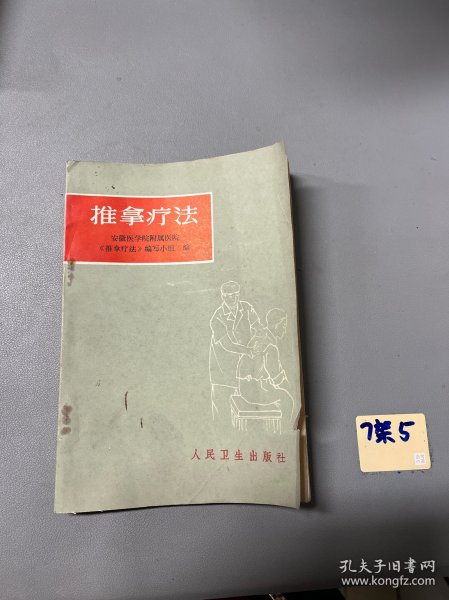 推拿疗法
安徽医学院附属医院
《推拿疗法》编写小组 编
人民卫生出版社
7架5
孔夫子旧书网
www.kongfz.com